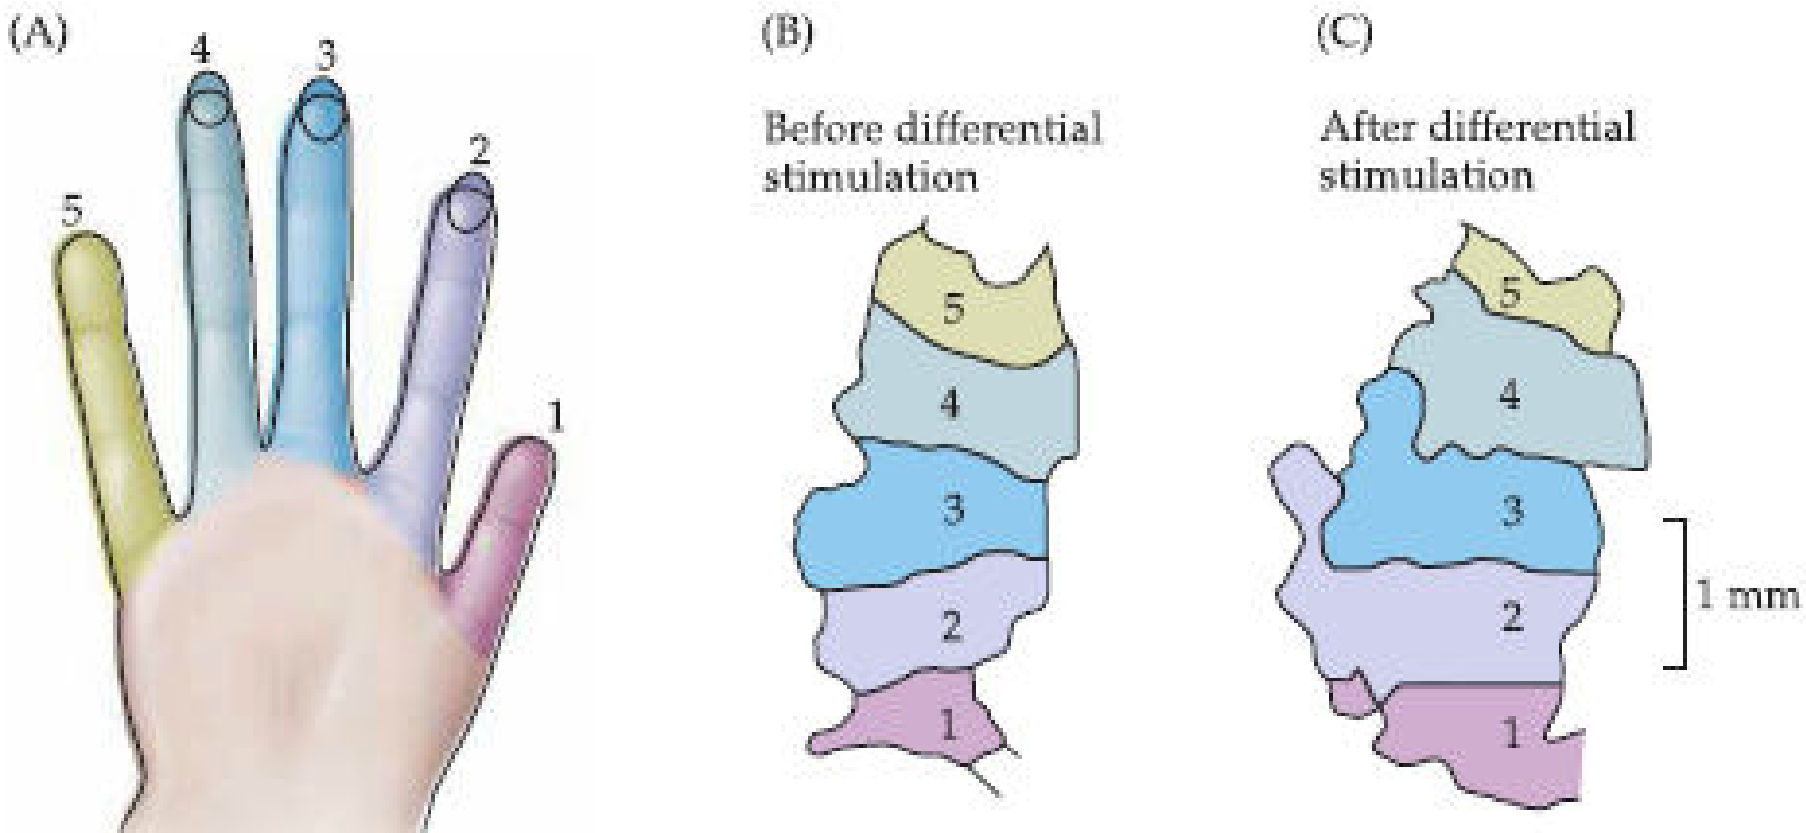 (A)
4
3
2
5
1
(B)
Before differential
stimulation
5
4
3
2
1
(C)
After differential
stimulation
5
4
3
2
1
1 mm